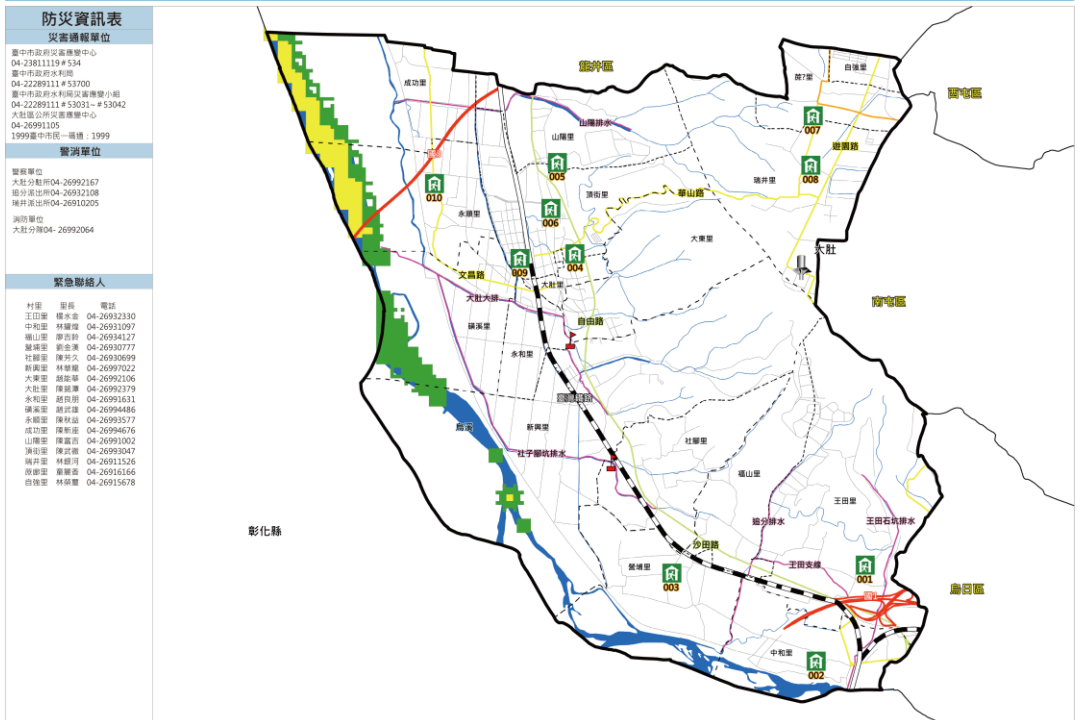 防災資訊表
災害通報單位
臺中市政府災害應變中心
04-23811119＃534
臺中市政府水利局
04-22289111＃53700
臺中市政府水利局災害應變小組
04-22289111＃53031~＃53042
大肚區公所災害應變中心
04-26991105
1999臺中市民一碼通：1999
警消單位
警察單位
大肚分駐所04-26992167
追分派出所04-26932108
瑞井派出所04-26910205
消防單位
大肚分隊04- 26992064
緊急聯絡人
村里 里長 電話
王田里 楊水金 04-26932330
中和里 林耀煌 04-26931097
福山里 廖西鈴 04-26934127
營埔里 劉金漢 04-26930777
社腳里 陳芳久 04-26930699
新興里 林華龍 04-26997022
大東里 趙能華 04-26992106
大肚里 04-26992379
永和里 趙良朋 04-26991631
磺溪里 趙武雄 04-26994486
永順里 陳秋益 04-26993577
成功里 陳新座 04-26994676
山陽里 陳富吉 04-26991002
頂街里 陳武徹 04-26993047
瑞井里 林銀河 04-26911526
蔗廍里 童麗香 04-26916166
自強里 林榮豐 04-26915678
龍井區
西屯區
南屯區
烏日區
彰化縣
成功里
自強里
蔗?里
山陽排水
007
山陽里
遊園路
005
008
國3
010
頂街里
瑞井里
華山路
永順里
006
大東里
004
009
大肚
文昌路
大肚里
大肚大排
磺溪里
自由路
永和里
臺灣鐵路
烏溪
新興里
社腳里
社子腳坑排水
福山里
王田里
追分排水
王田石坑排水
沙田路
王田支線
營埔里
003
001
國1
中和里
002